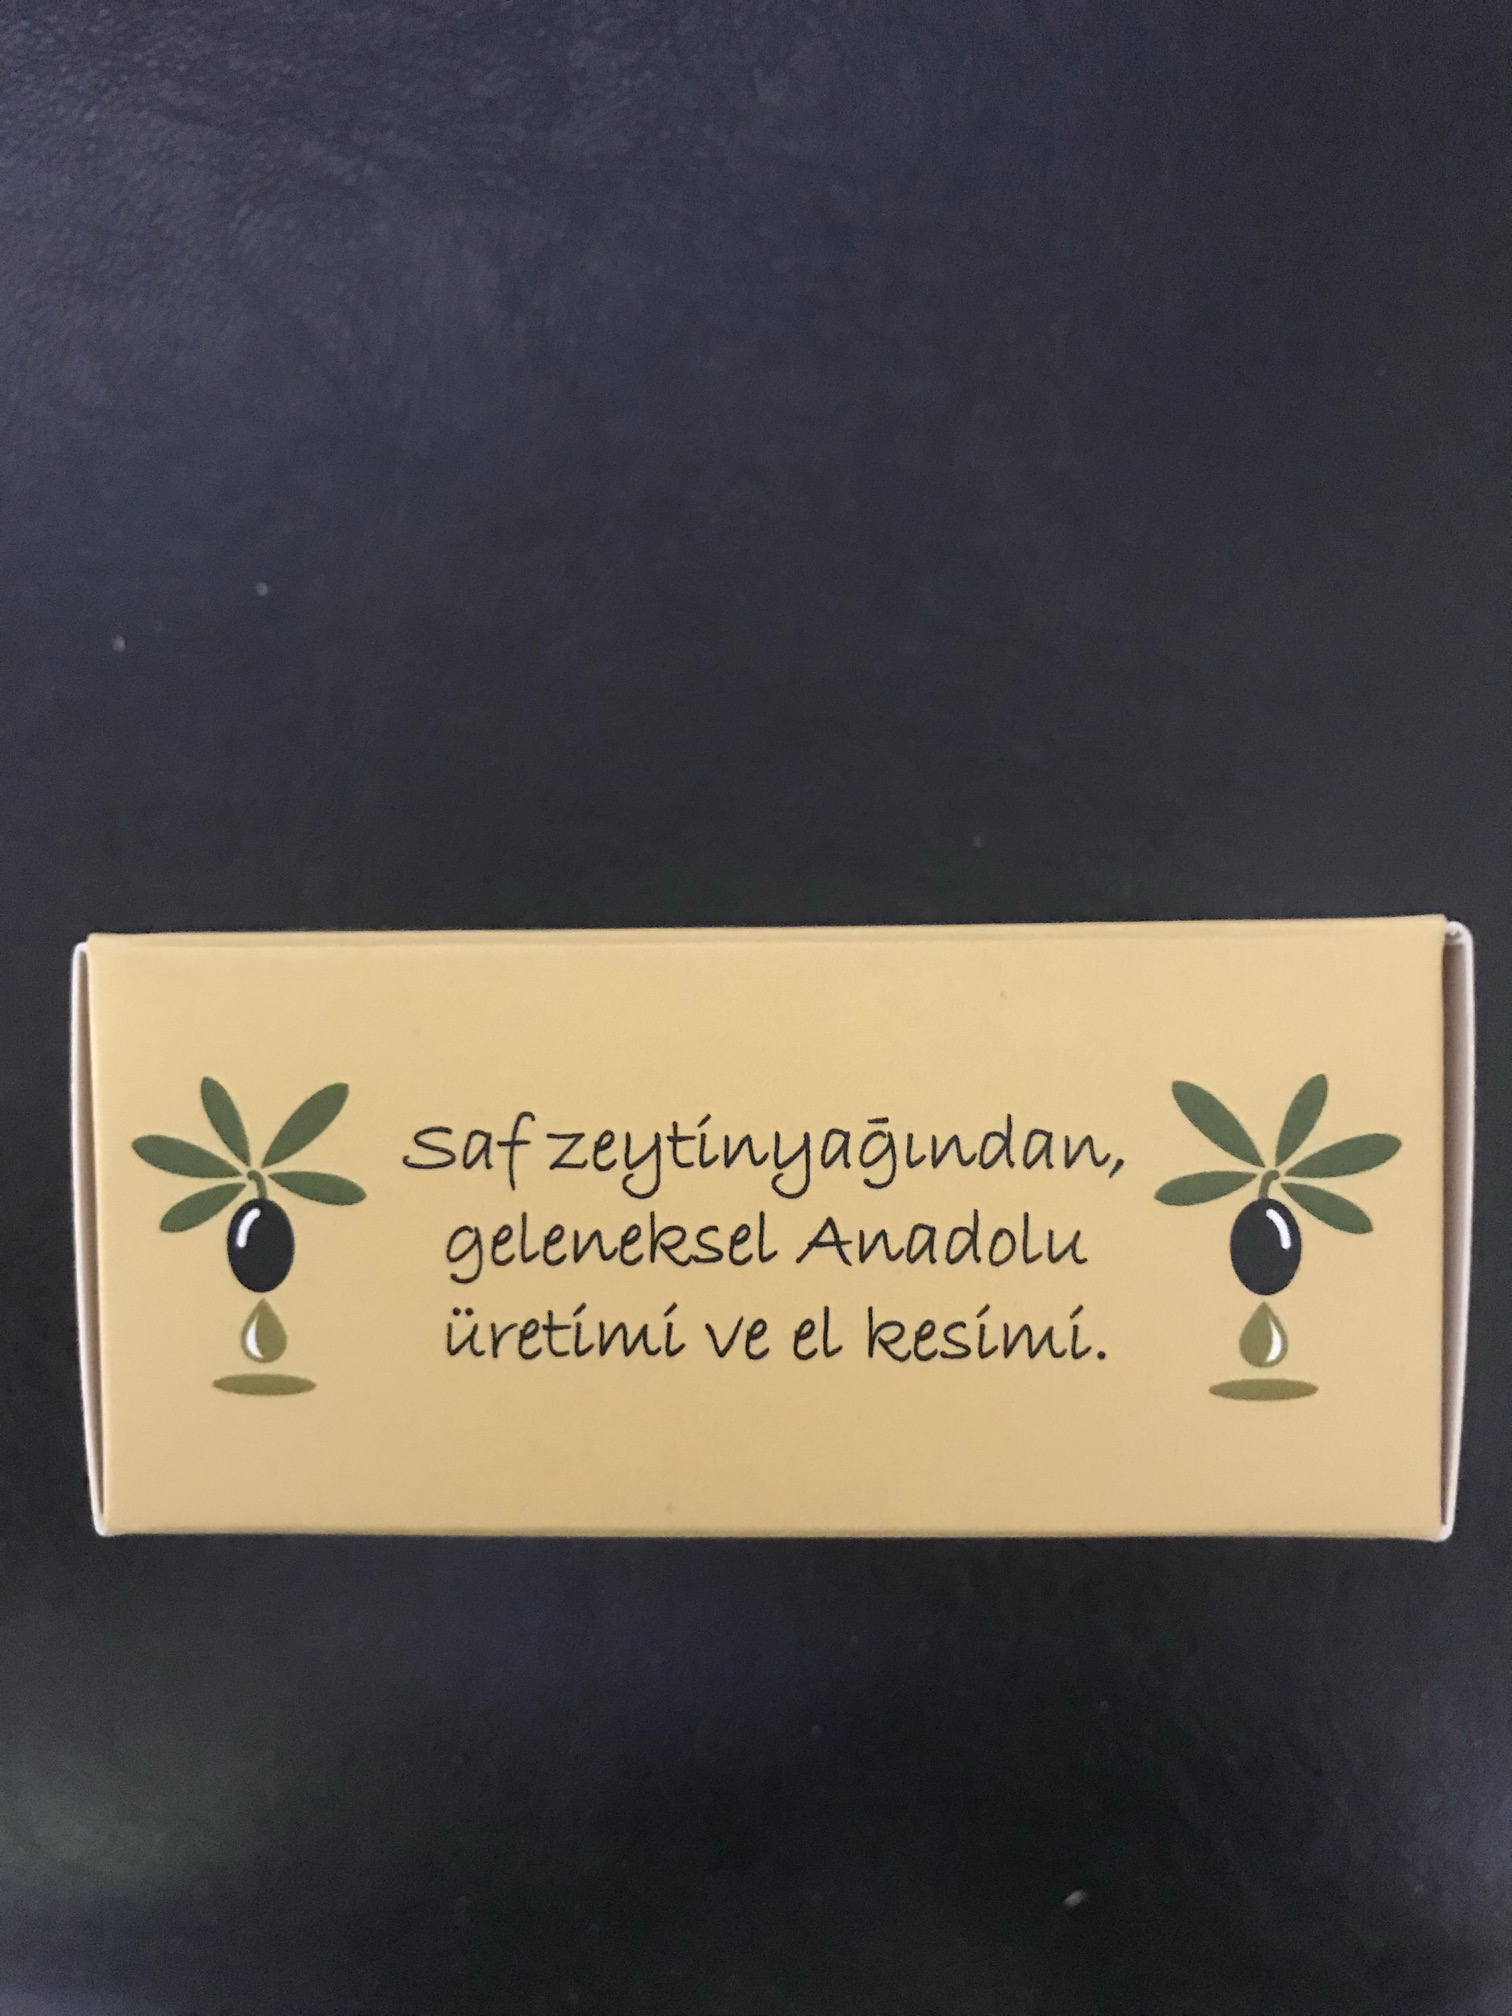 Saf zeytinyağından,
geleneksel Anadolu
üretimi ve el kesimi.